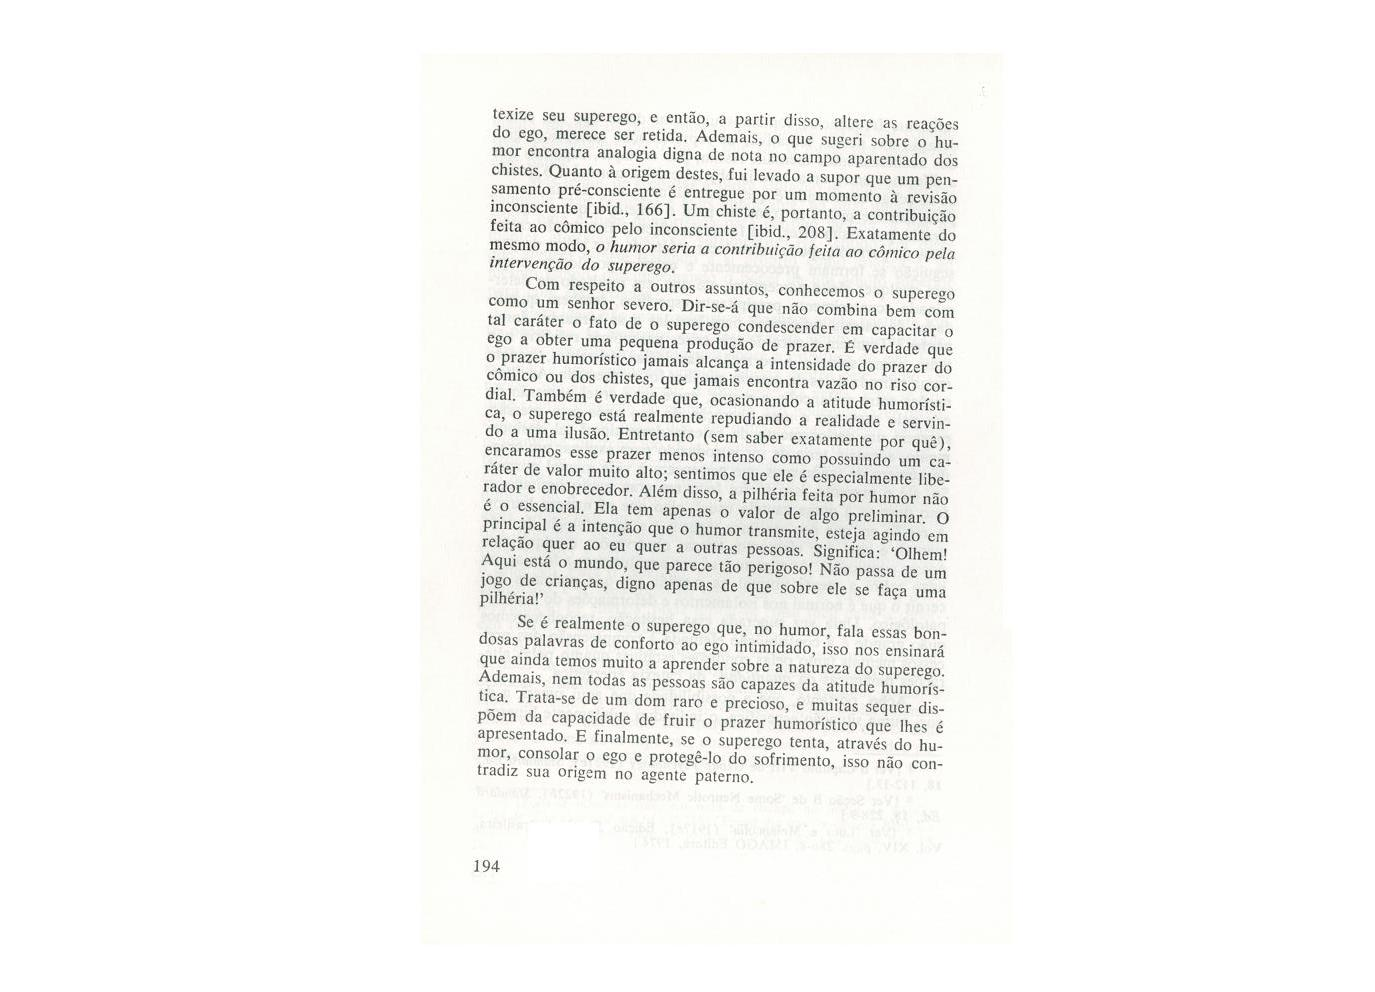 texize seu superego, e então, a partir disso, altere as reações
do ego, merece ser retida. Ademais, o que sugeri sobre o hu-
mor encontra analogia digna de nota no campo aparentado dos
chistes. Quanto à origem destes, fui levado a supor que um pen-
samento pré-consciente é entregue por um momento à revisão
inconsciente [ibid., 166]. Um chiste é, portanto, a contribuição
feita ao cômico pelo inconsciente [ibid., 208]. Exatamente do
mesmo modo, o humor seria a contribuição feita ao cômico pela
intervenção do superego.
Com respeito a outros assuntos, conhecemos o superego
como um senhor severo. Dir-se-á que não combina bem com
tal caráter o fato de o superego condescender em capacitar o
ego a obter uma pequena produção de prazer. É verdade que
o prazer humorístico jamais alcança a intensidade do prazer do
cômico ou dos chistes, que jamais encontra vazão no riso cor-
dial. Também é verdade que, ocasionando a atitude humorísti-
ca, o superego está realmente repudiando a realidade e servin-
do a uma ilusão. Entretanto (sem saber exatamente por quê),
encaramos esse prazer menos intenso como possuindo um ca-
ráter de valor muito alto; sentimos que ele é especialmente libe-
rador e enobrecedor. Além disso, a pilhéria feita por humor não
é o essencial. Ela tem apenas o valor de algo preliminar. O
principal é a intenção que o humor transmite, esteja agindo em
relação quer ao eu quer a outras pessoas. Significa: ‘Olhem!
Aqui está o mundo, que parece tão perigoso! Não passa de um
jogo de crianças, digno apenas de que sobre ele se faça uma
pilhéria!’
Se é realmente o superego que, no humor, fala essas bon-
dosas palavras de conforto ao ego intimidado, isso nos ensinará
que ainda temos muito a aprender sobre a natureza do superego.
Ademais, nem todas as pessoas são capazes da atitude humorís-
tica. Trata-se de um dom raro e precioso, e muitas sequer dis-
põem da capacidade de fruir o prazer humorístico que lhes é
apresentado. E finalmente, se o superego tenta, através do hu-
mor, consolar o ego e protegê-lo do sofrimento, isso não con-
tradiz sua origem no agente paterno.
194